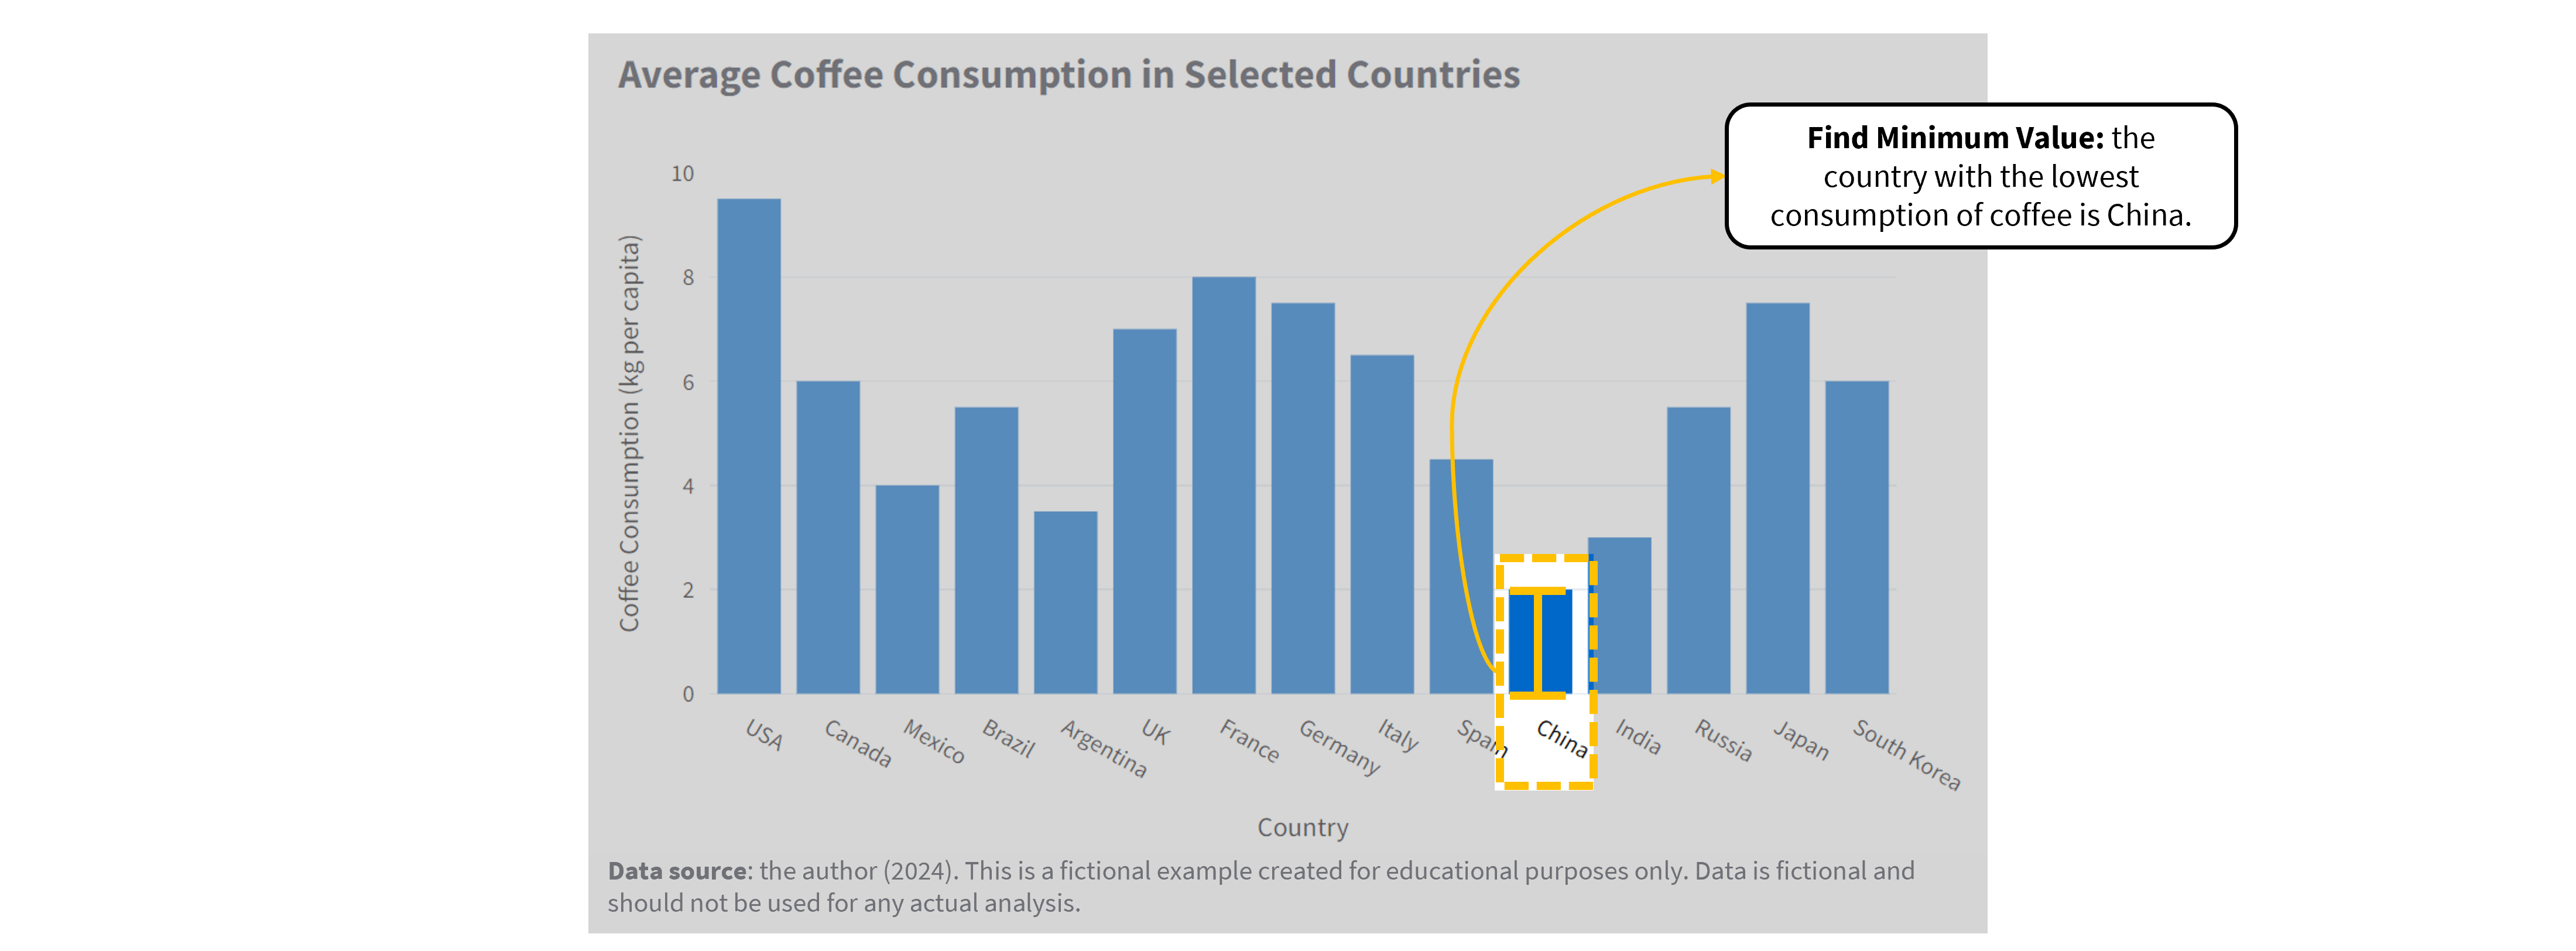 Average Coffee Consumption in Selected Countries
Find Minimum Value: the
country with the lowest
consumption of coffee is China.
Coffee Consumption (kg per capita)
10
8
6
4
2
0
USA
Canada
Mexico
Brazil
Argentina
UK
France
Germany
Italy
Spain
China
India
Russia
Japan
South Korea
Country
Data source: the author (2024). This is a fictional example created for educational purposes only. Data is fictional and
should not be used for any actual analysis.